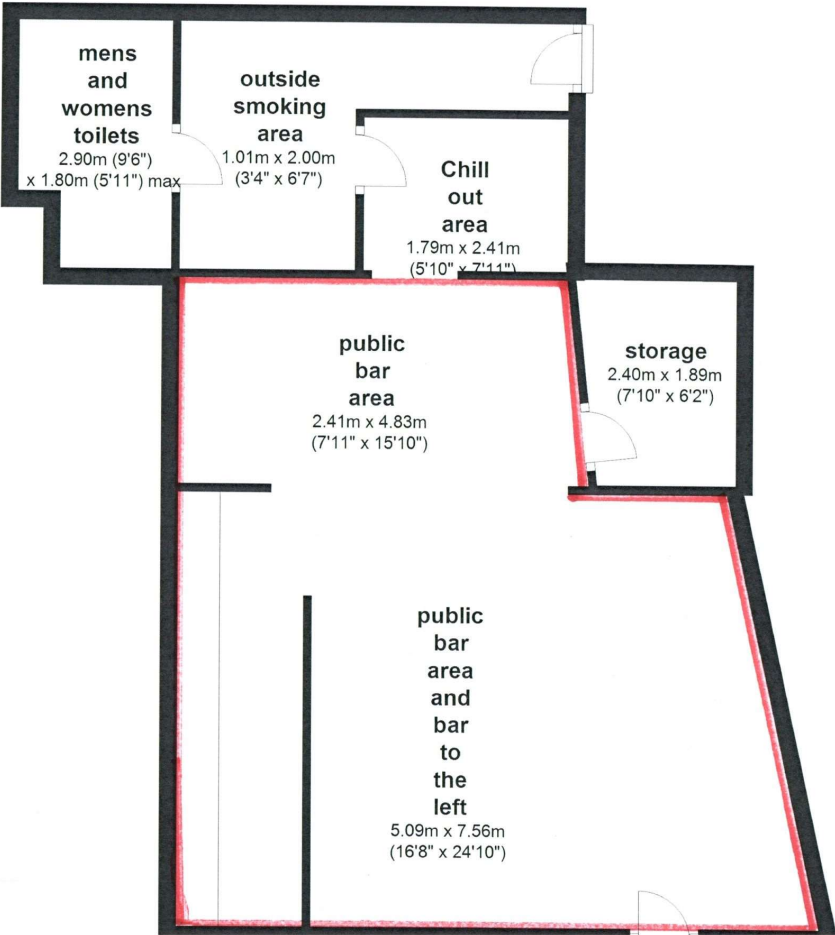 mens
and
womens
toilets
2.90m (9'6")
x 1.80m (5'11") max
outside
smoking
area
1.01m x 2.00m
(3'4" x 6'7")
Chill
out
area
1.79m x 2.41m
(5'10" x 7'11")
public
bar
area
2.41m x 4.83m
(7'11" x 15'10")
storage
2.40m x 1.89m
(7'10" x 6'2")
public
bar
area
and
bar
to
the
left
5.09m x 7.56m
(16'8" x 24'10")